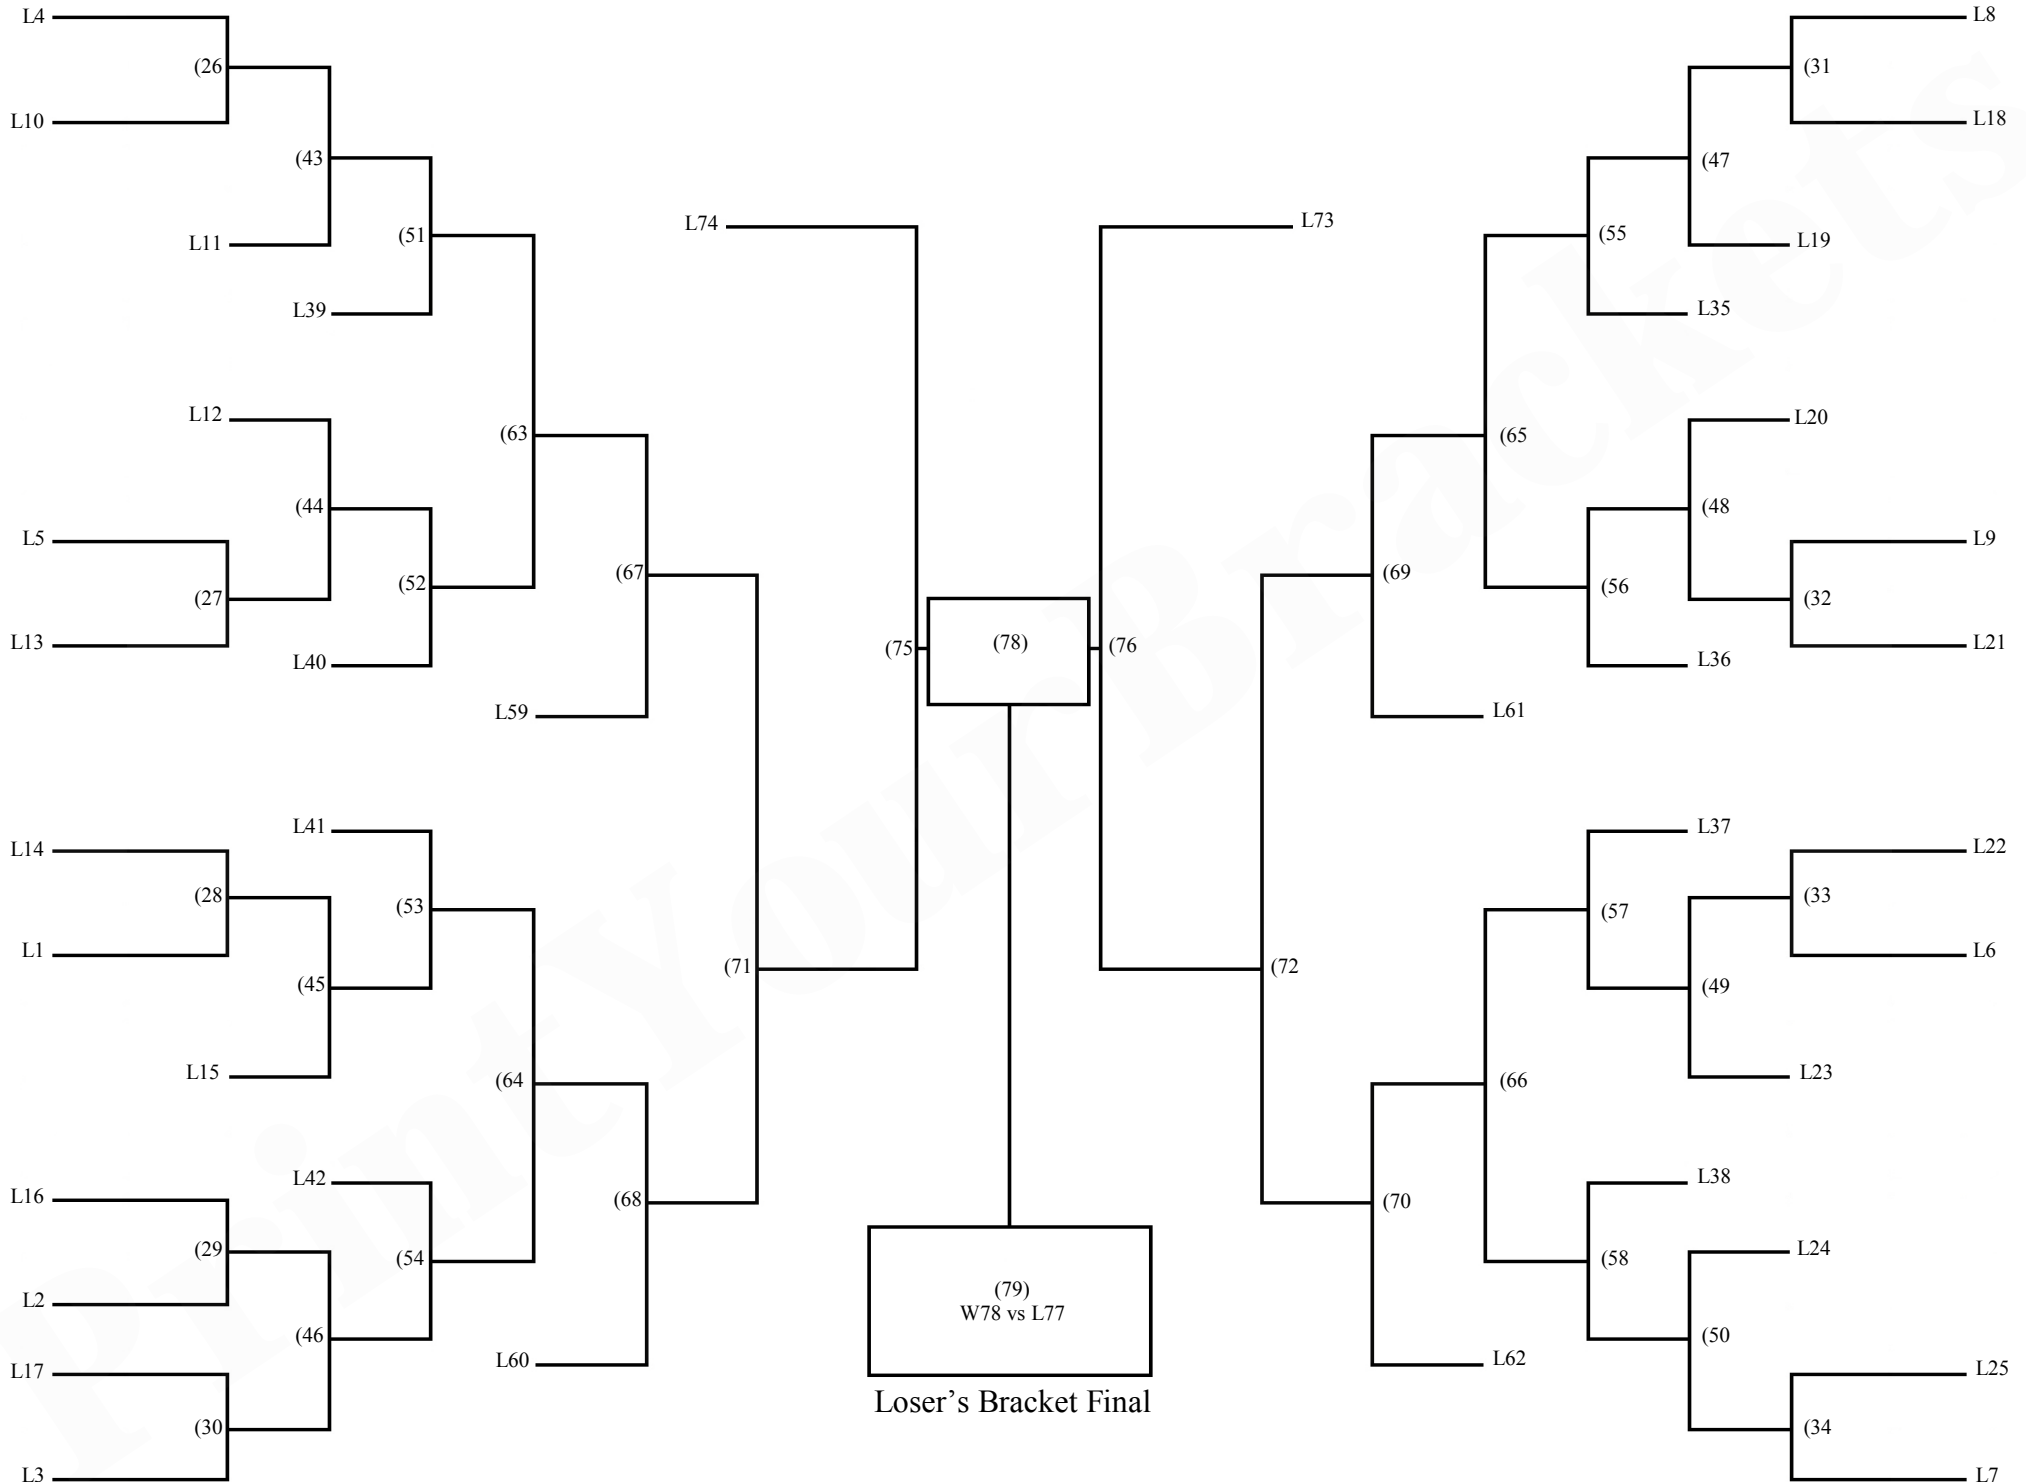 L4
L8
(26
(31
L10
L18
(43
(47
L74
L73
L11
(51
(55
L19
L39
L35
L12
L20
(63
(65
(44
(48
L5
L9
(67
(69
(52
(56
(27
(32
L13
(75
(78)
(76
L21
L40
L36
L59
L61
L41
L37
L14
L22
(28
(33
(53
(57
L1
L6
(71
(72
(45
(49
L15
L23
(64
(66
L42
L38
L16
(68
(70
(29
L24
(54
(58
L2
(79)
W78 vs L77
(46
(50
L60
L62
L17
L25
Loser’s Bracket Final
(30
(34
L3
L7
PrintYourBrackets